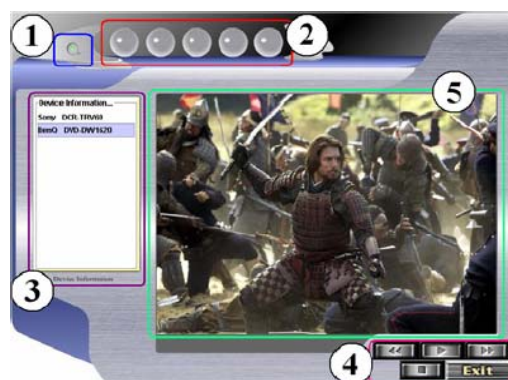 1
2
5
Device Information...
Sony DCR-TRV60
BenQ DVD-DW1620
3
Device Information
4
Exit